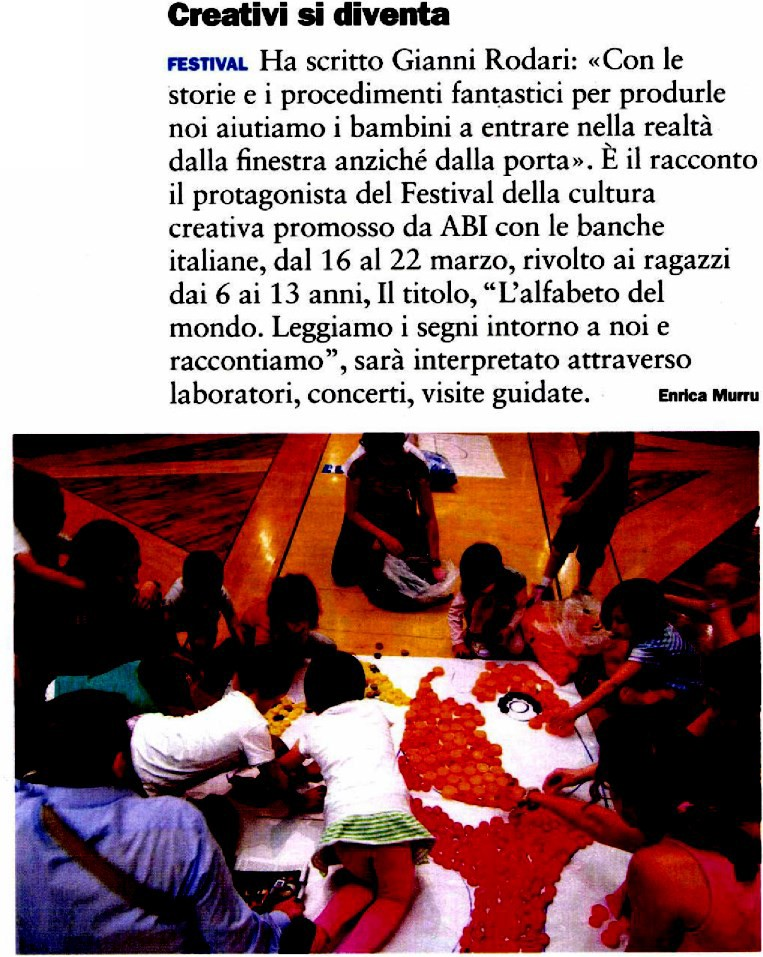 Creativi si diventa
FESTIVAL Ha scritto Gianni Rodari: «Con le
storie e i procedimenti fantastici per produrle
noi aiutiamo i bambini a entrare nella realtà
dalla finestra anziché dalla porta». È il racconto
il protagonista del Festival della cultura
creativa promosso da ABI con le banche
italiane, dal 16 al 22 marzo, rivolto ai ragazzi
dai 6 ai 13 anni, Il titolo, “L’alfabeto del
mondo. Leggiamo i segni intorno a noi e
raccontiamo”, sarà interpretato attraverso
laboratori, concerti, visite guidate. Enrica Murru